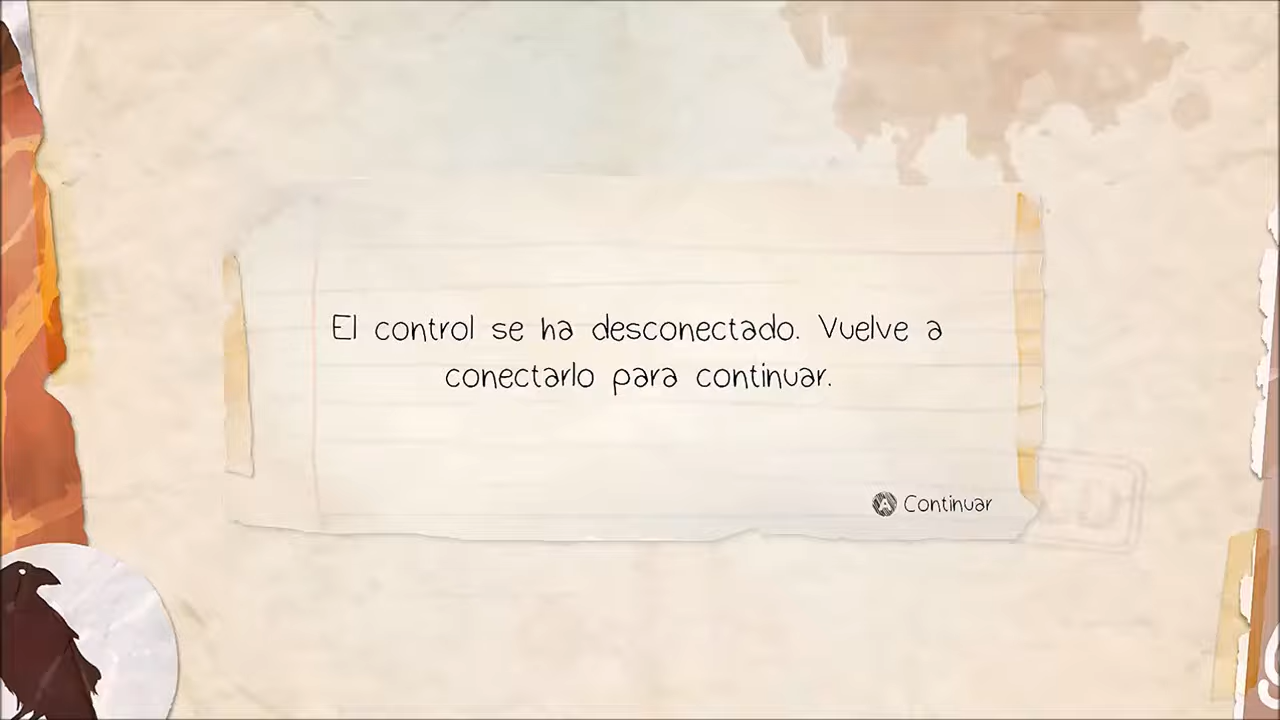 El control se ha desconectado. Vuelve a
conectarlo para continuar.
A Continuar